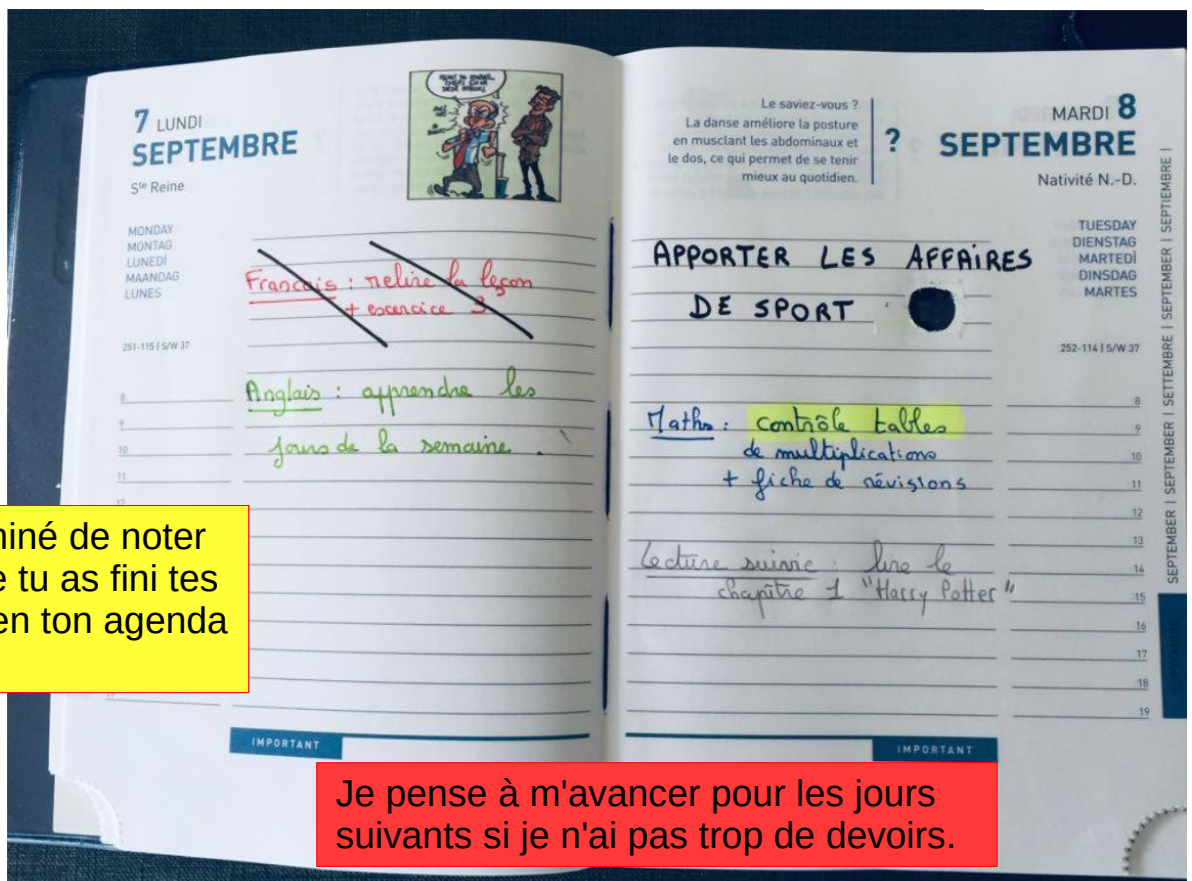 7 LUNDI
SEPTEMBRE
Ste Reine
MONDAY
MONTAG
LUNEDÌ
MAANDAG
LUNES
251-115 | S/W 37
Français : relire la leçon
+ exercice 3
Anglais : apprendre les
jours de la semaine.
8
9
10
11
12
IMPORTANT
Le saviez-vous ?
La danse améliore la posture
en musclant les abdominaux et
le dos, ce qui permet de se tenir
mieux au quotidien.
?
MARDI 8
SEPTEMBRE
Nativité N.-D.
TUESDAY
DIENSTAG
MARTEDÌ
DINSDAG
MARTES
252-114 | S/W 37
APPORTER LES AFFAIRES
DE SPORT
Maths : contrôle tables
de multiplications
+ fiche de révisions
Lecture suivie : lire le
chapître 1 "Harry Potter"
8
9
10
11
12
13
14
15
16
17
18
19
IMPORTANT
SEPTEMBER | SEPTEMBER | SETTEMBRE | SEPTEMBER | SEPTIEMBRE |
miné de noter
e tu as fini tes
en ton agenda
Je pense à m'avancer pour les jours
suivants si je n'ai pas trop de devoirs.